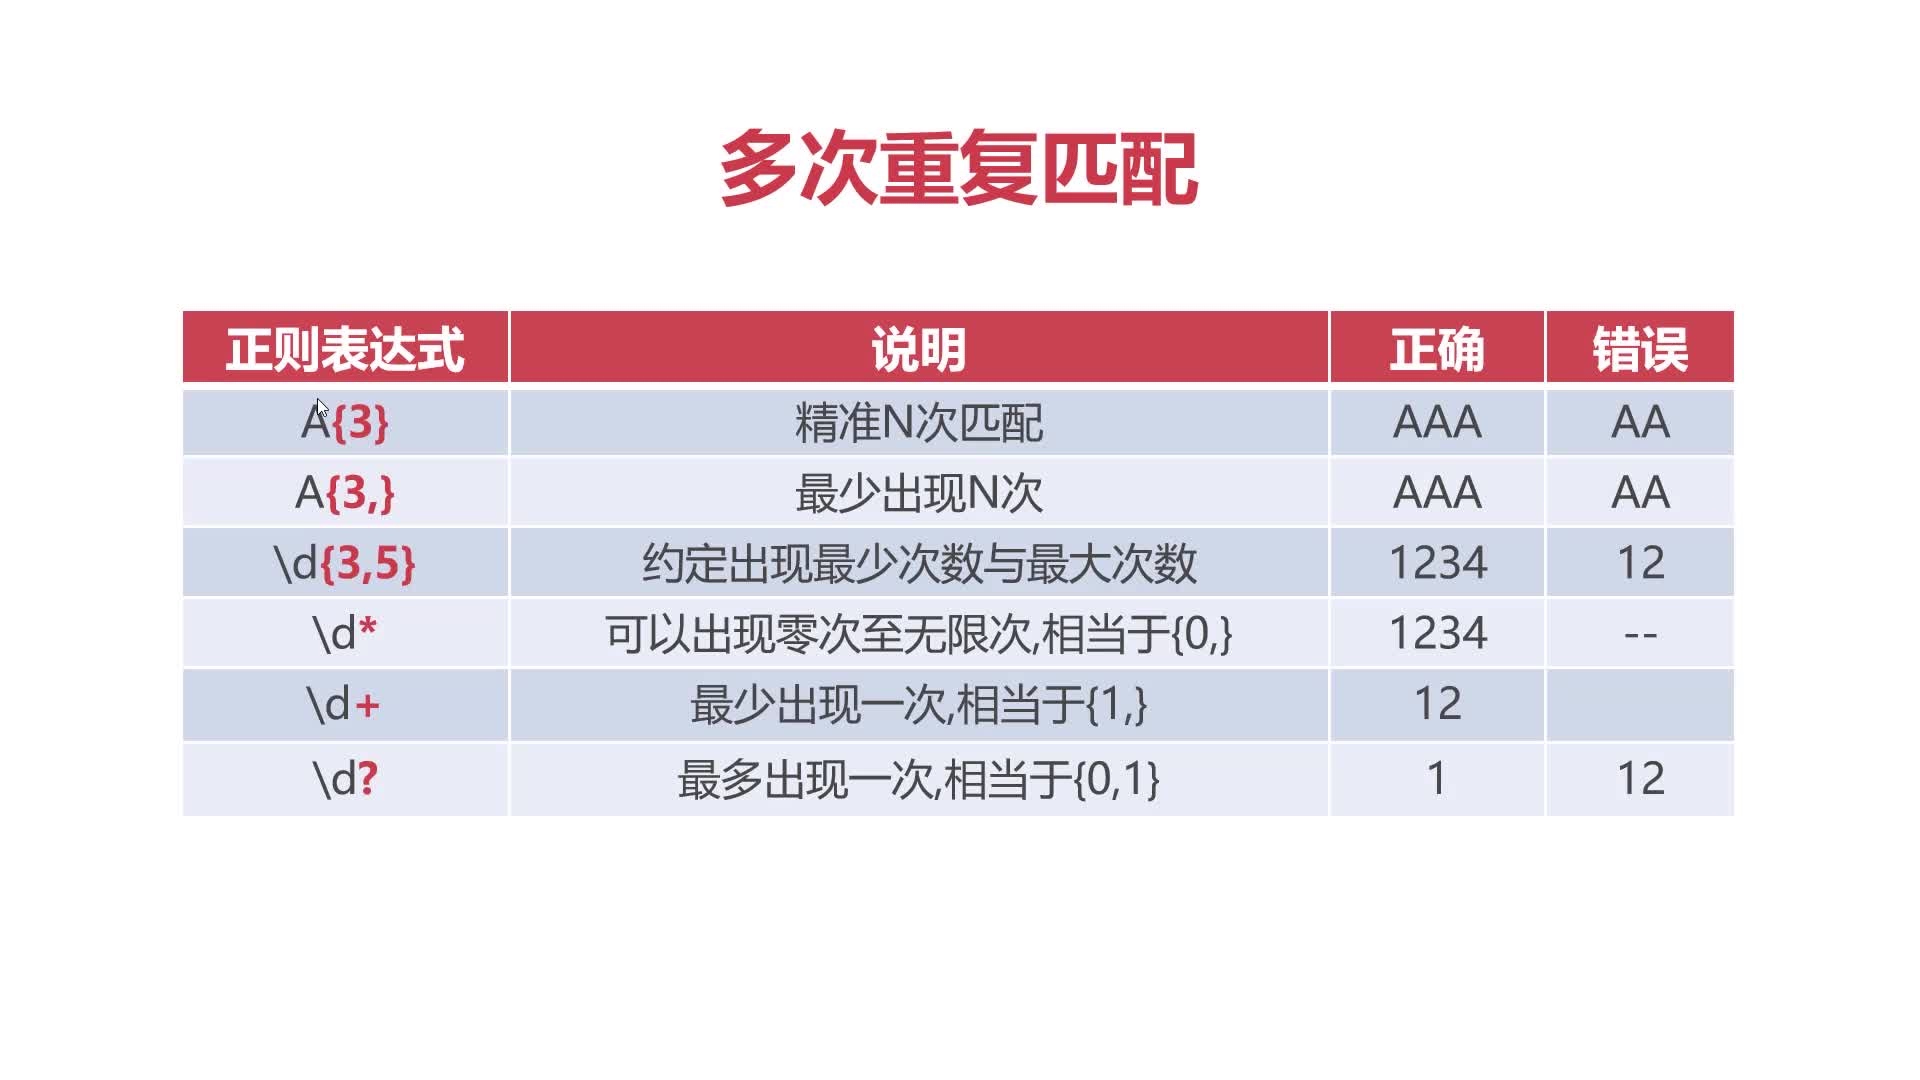 多次重复匹配
正则表达式 说明 正确 错误
A{3} 精准N次匹配 AAA AA
A{3,} 最少出现N次 AAA AA
\d{3,5} 约定出现最少次数与最大次数 1234 12
\d* 可以出现零次至无限次,相当于{0,} 1234 --
\d+ 最少出现一次,相当于{1,} 12
\d? 最多出现一次,相当于{0,1} 1 12